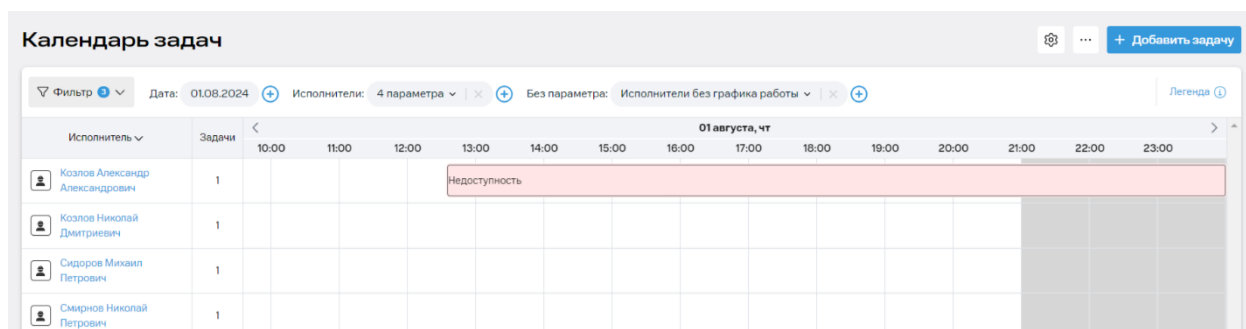 Календарь задач
+ Добавить задачу
Фильтр 3 Дата: 01.08.2024 Исполнители: 4 параметра Без параметра: Исполнители без графика работы Легенда
Исполнитель Задачи 01 августа, чт
10:00 11:00 12:00 13:00 14:00 15:00 16:00 17:00 18:00 19:00 20:00 21:00 22:00 23:00
Козлов Александр
Александрович
1
Недоступность
Козлов Николай
Дмитриевич
1
Сидоров Михаил
Петрович
1
Смирнов Николай
Петрович
1